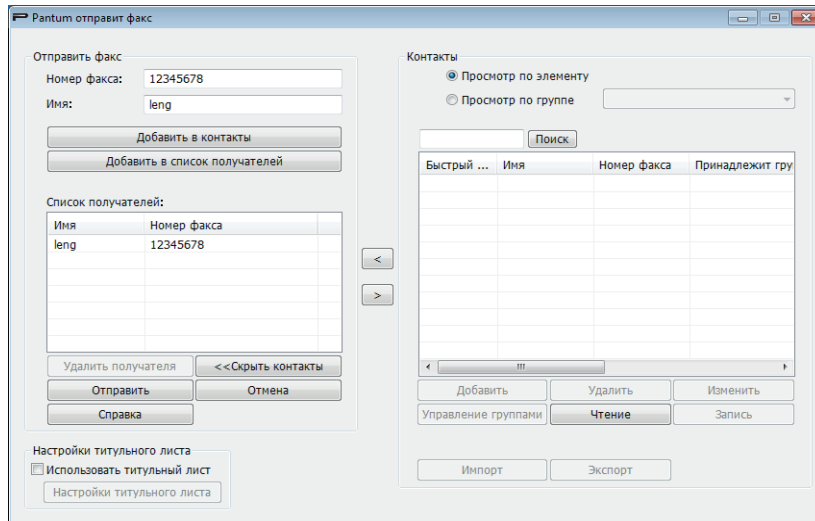 Pantum отправит факс
Отправить факс
Номер факса: 12345678
Имя: leng
Добавить в контакты
Добавить в список получателей
Список получателей:
Имя Номер факса
leng 12345678
Удалить получателя <<Скрыть контакты
Отправить Отмена
Справка
Настройки титульного листа
Использовать титульный лист
Настройки титульного листа
<
>
Контакты
Просмотр по элементу
Просмотр по группе
Поиск
Быстрый ... Имя Номер факса Принадлежит гру
Добавить Удалить Изменить
Управление группами Чтение Запись
Импорт Экспорт